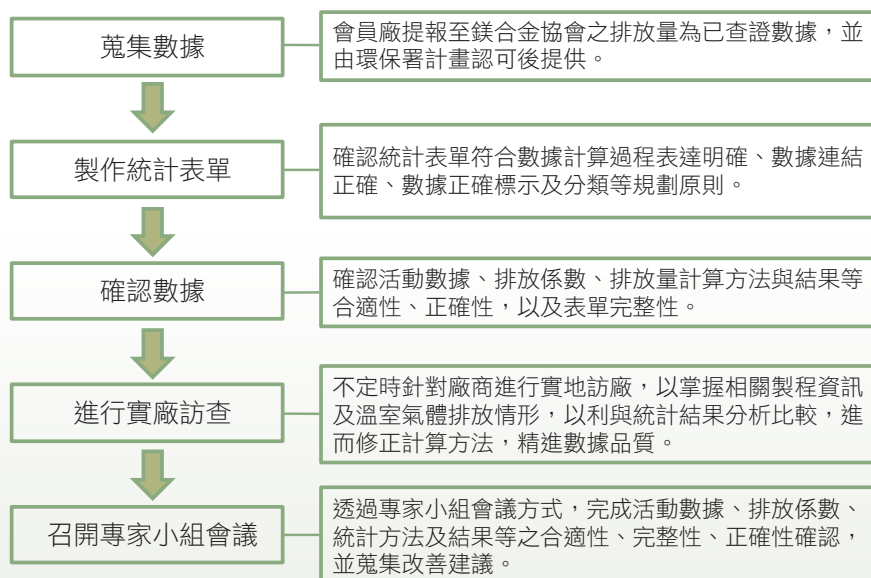 蒐集數據
會員廠提報至鎂合金協會之排放量為已查證數據，並
由環保署計畫認可後提供。
製作統計表單
確認統計表單符合數據計算過程表達明確、數據連結
正確、數據正確標示及分類等規劃原則。
確認數據
確認活動數據、排放係數、排放量計算方法與結果等
合適性、正確性，以及表單完整性。
進行實廠訪查
不定時針對廠商進行實地訪廠，以掌握相關製程資訊
及溫室氣體排放情形，以利與統計結果分析比較，進
而修正計算方法，精進數據品質。
召開專家小組會議
透過專家小組會議方式，完成活動數據、排放係數、
統計方法及結果等之合適性、完整性、正確性確認，
並蒐集改善建議。